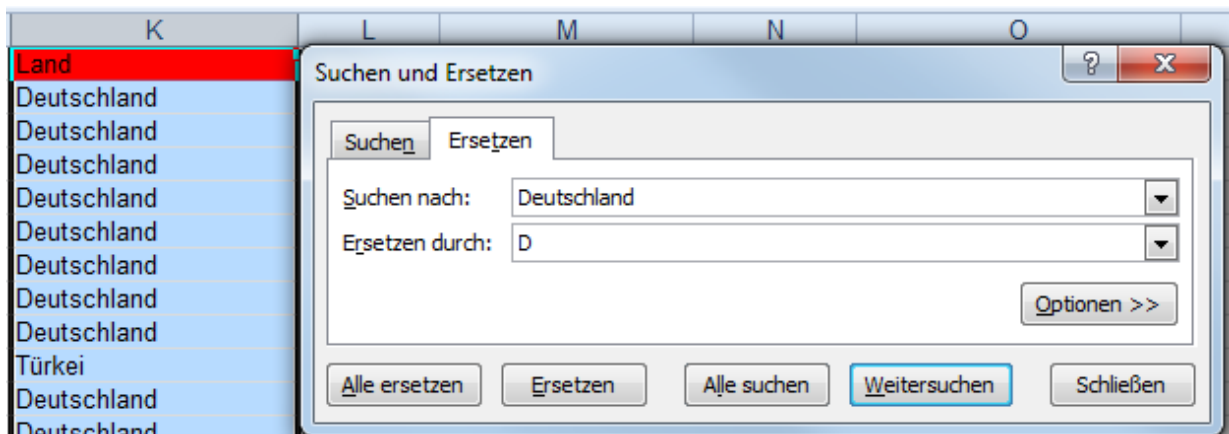 K L M N O
Land
Deutschland
Deutschland
Deutschland
Deutschland
Deutschland
Deutschland
Deutschland
Deutschland
Türkei
Deutschland
Deutschland
Suchen und Ersetzen
?
Suchen Ersetzen
Suchen nach: Deutschland
Ersetzen durch: D
Optionen >>
Alle ersetzen Ersetzen Alle suchen Weitersuchen Schließen